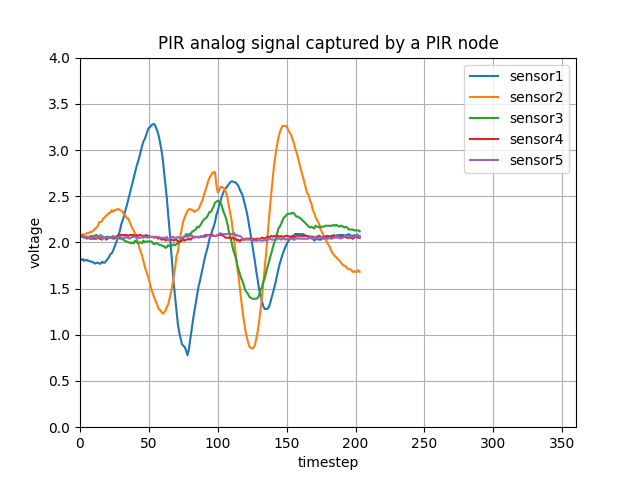 PIR analog signal captured by a PIR node
4.0
3.5
3.0
2.5
2.0
1.5
1.0
0.5
0.0
voltage
sensor1
sensor2
sensor3
sensor4
sensor5
0 50 100 150 200 250 300 350
timestep